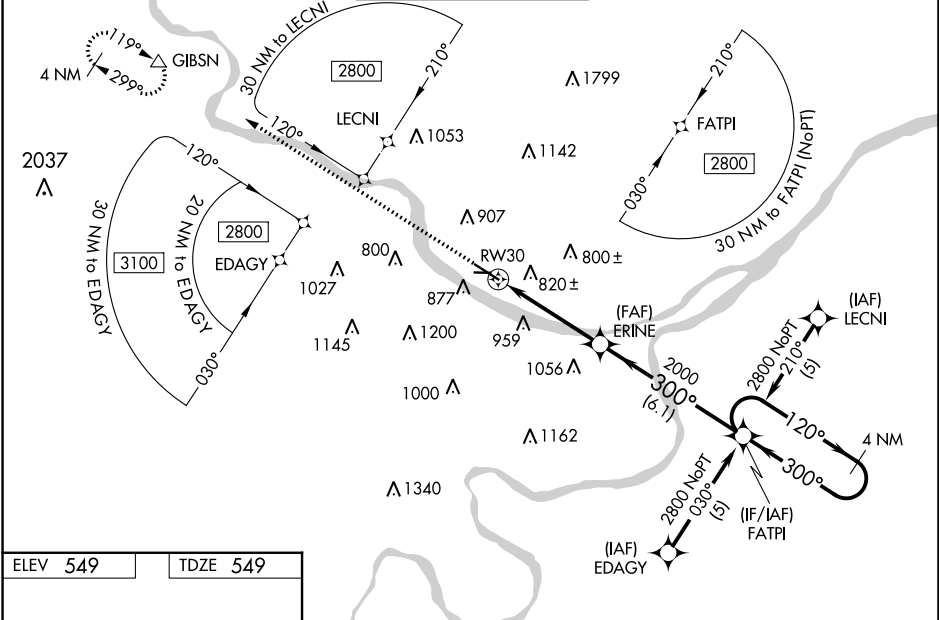 119°
299°
4 NM
GIBSN
30 NM to LECNI
2800
210°
LECNI
120°
1053
1799
1142
907
210°
FATPI
2800
030°
30 NM to FATPI (NoPT)
2037
120°
30 NM to EDAGY
3100
20 NM to EDAGY
2800
EDAGY
030°
1027
800
RW30
877
820±
800±
1145
1200
959
1000
1056
1162
1340
(FAF)
ERINE
2000
300°
(6.1)
(IAF)
LECNI
2800 NoPT
210°
(5)
120°
4 NM
300°
2800 NoPT
030°
(5)
(IF/IAF)
FATPI
(IAF)
EDAGY
ELEV 549
TDZE 549